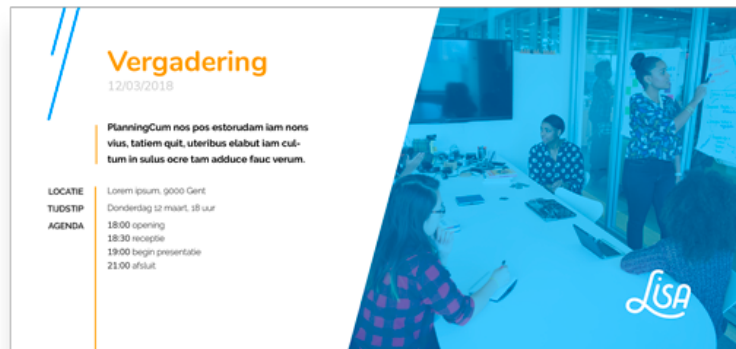 Vergadering
12/03/2018
PlanningCum nos pos estorudam iam nons
vius, tatiem quit, uteribus elabut iam cul-
tum in sulus ocre tam adduce fauc verum.
LOCATIE Lorem ipsum, 9000 Gent
TIJDSTIP Donderdag 12 maart, 18 uur
AGENDA 18:00 opening
18:30 receptie
19:00 begin presentatie
21:00 afsluit
LiSA